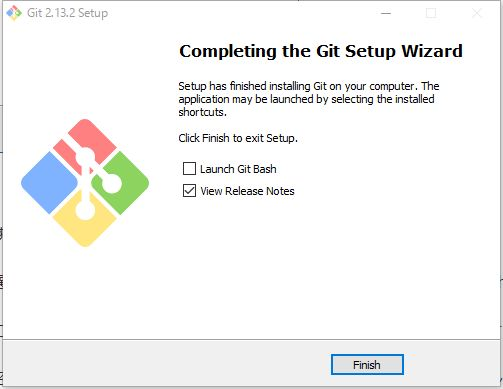 Git 2.13.2 Setup
Completing the Git Setup Wizard
Setup has finished installing Git on your computer. The
application may be launched by selecting the installed
shortcuts.
Click Finish to exit Setup.
Launch Git Bash
View Release Notes
Finish